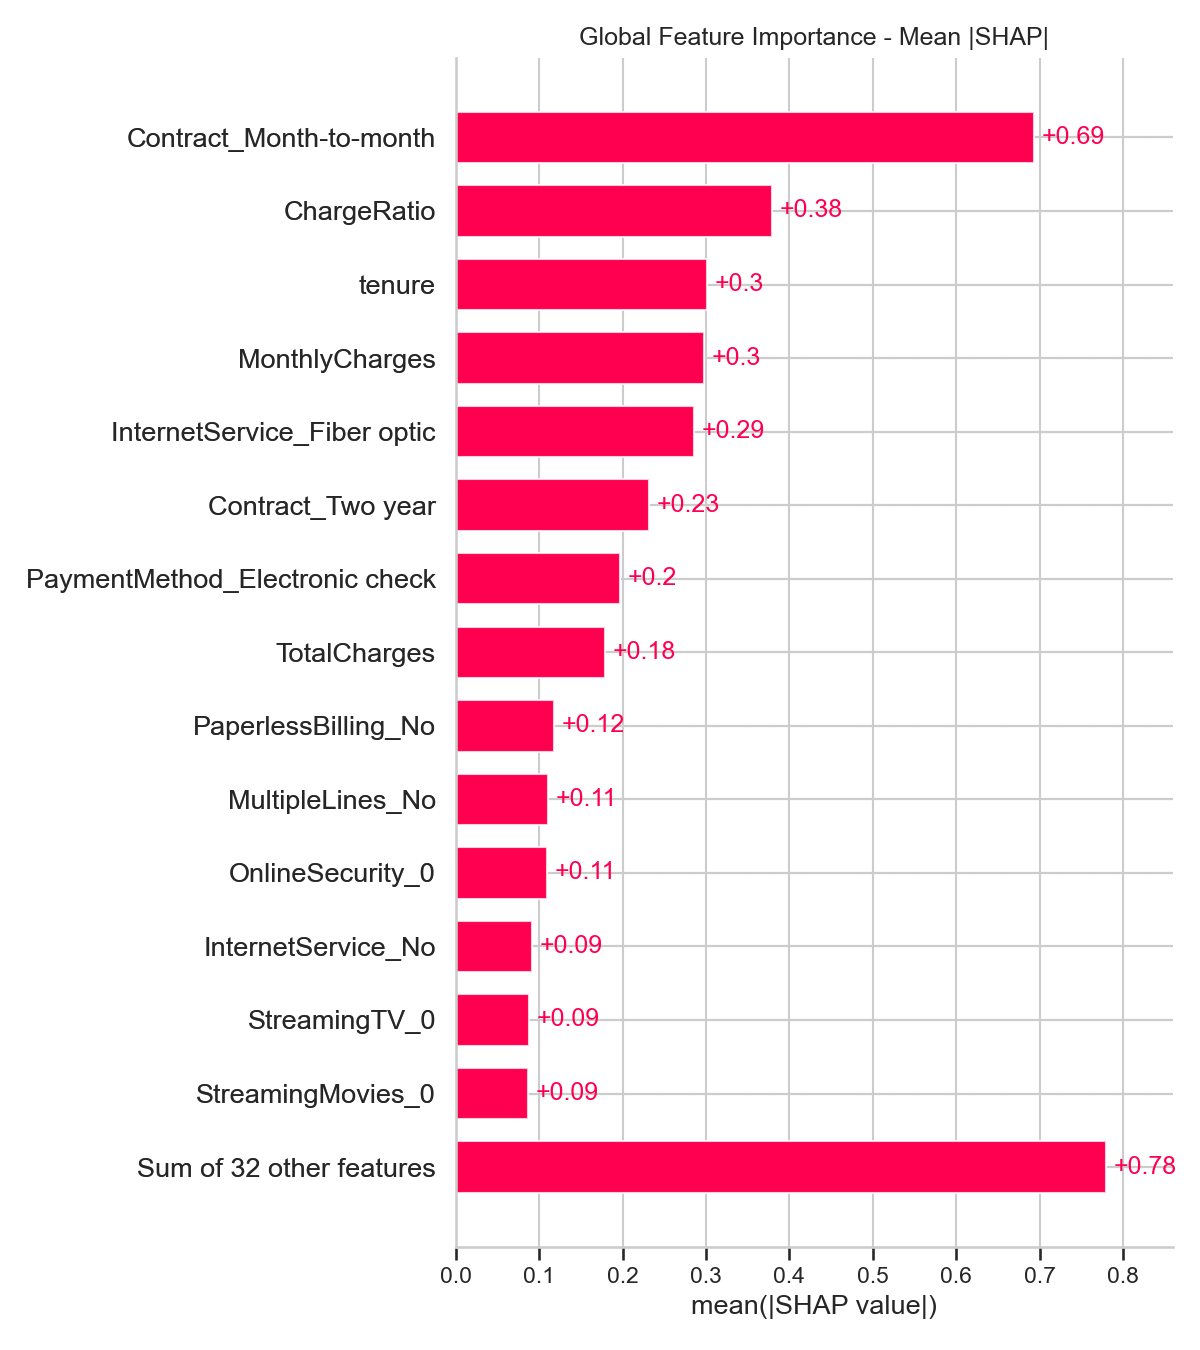 Global Feature Importance - Mean |SHAP|
Contract_Month-to-month +0.69
ChargeRatio +0.38
tenure +0.3
MonthlyCharges +0.3
InternetService_Fiber optic +0.29
Contract_Two year +0.23
PaymentMethod_Electronic check +0.2
TotalCharges +0.18
PaperlessBilling_No +0.12
MultipleLines_No +0.11
OnlineSecurity_0 +0.11
InternetService_No +0.09
StreamingTV_0 +0.09
StreamingMovies_0 +0.09
Sum of 32 other features +0.78
0.0 0.1 0.2 0.3 0.4 0.5 0.6 0.7 0.8
mean(|SHAP value|)